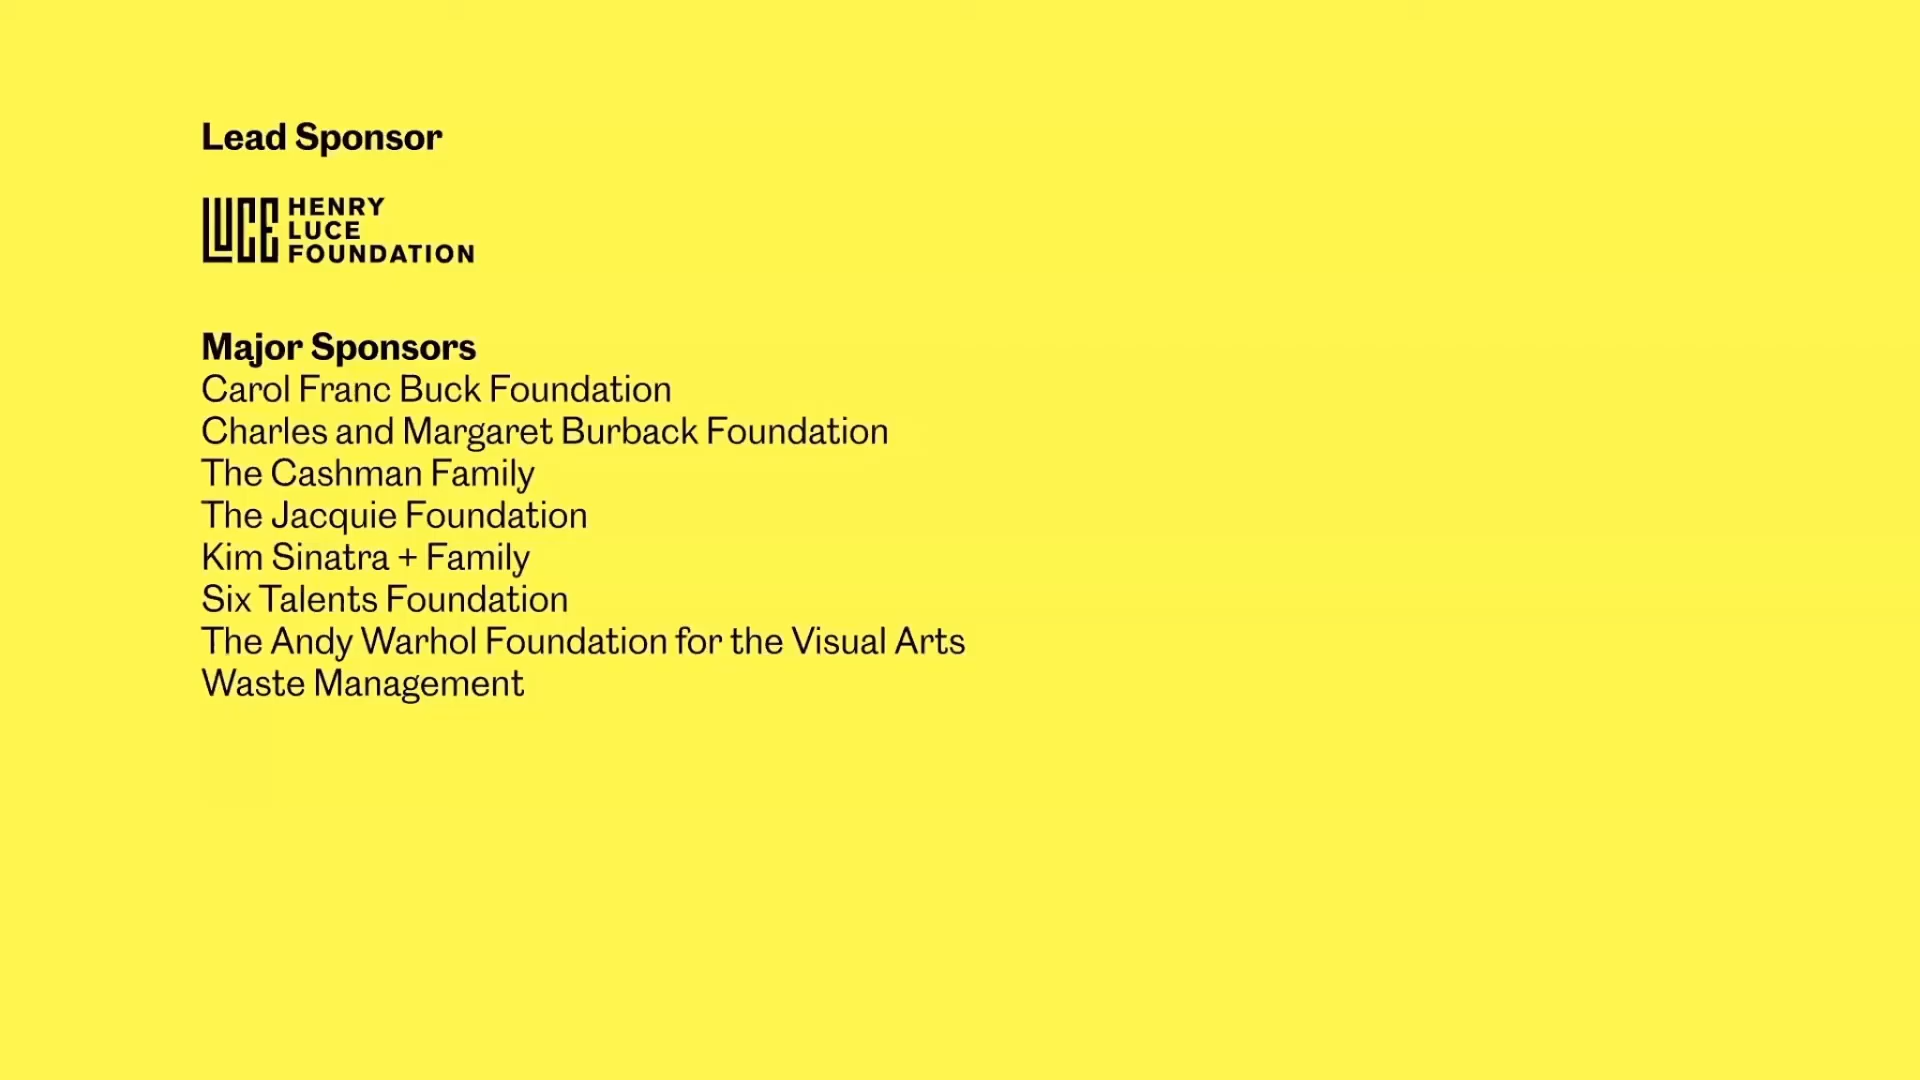 Lead Sponsor
LUCE HENRY
LUCE
FOUNDATION
Major Sponsors
Carol Franc Buck Foundation
Charles and Margaret Burback Foundation
The Cashman Family
The Jacquie Foundation
Kim Sinatra + Family
Six Talents Foundation
The Andy Warhol Foundation for the Visual Arts
Waste Management